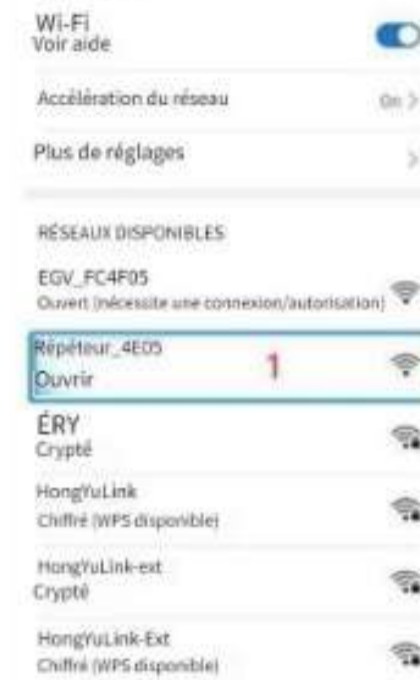 Wi-Fi
Voir aide
Accélération du réseau
On >
Plus de réglages
>
RÉSEAUX DISPONIBLES
EGV_FC4F05
Ouvert (nécessite une connexion/autorisation)
Répéteur_4E05
Ouvrir
1
ÉRY
Crypté
HongYuLink
Chiffré (WPS disponible)
HongYuLink-ext
Crypté
HongYuLink-Ext
Chiffré (WPS disponible)